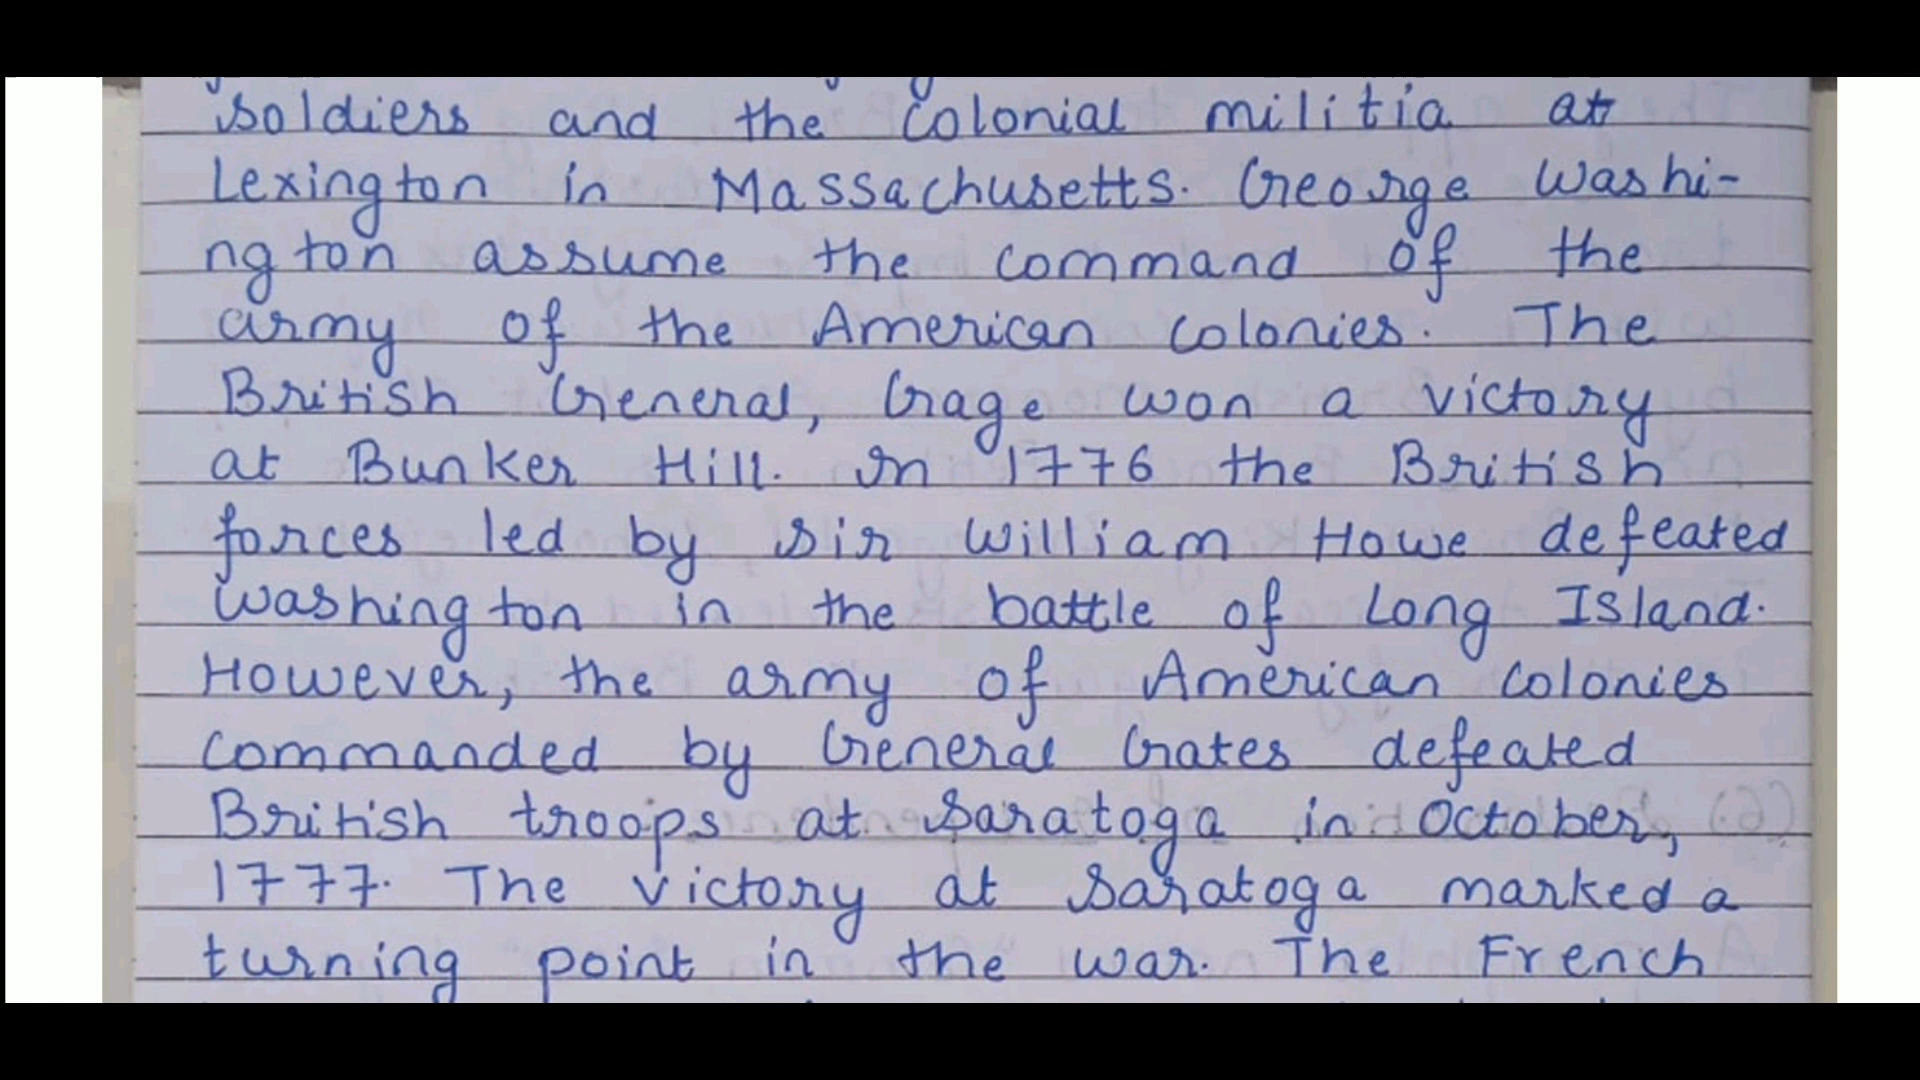 soldiers and the colonial militia at
Lexington in Massachusetts. George Washi-
ngton assume the command of the
army of the American colonies. The
British General, Gage won a victory
at Bunker Hill. In 1776 the British
forces led by Sir William Howe defeated
Washington in the battle of Long Island.
However, the army of American colonies
commanded by General Gates defeated
British troops at Saratoga in October,
1777. The victory at Saratoga marked a
turning point in the war. The French